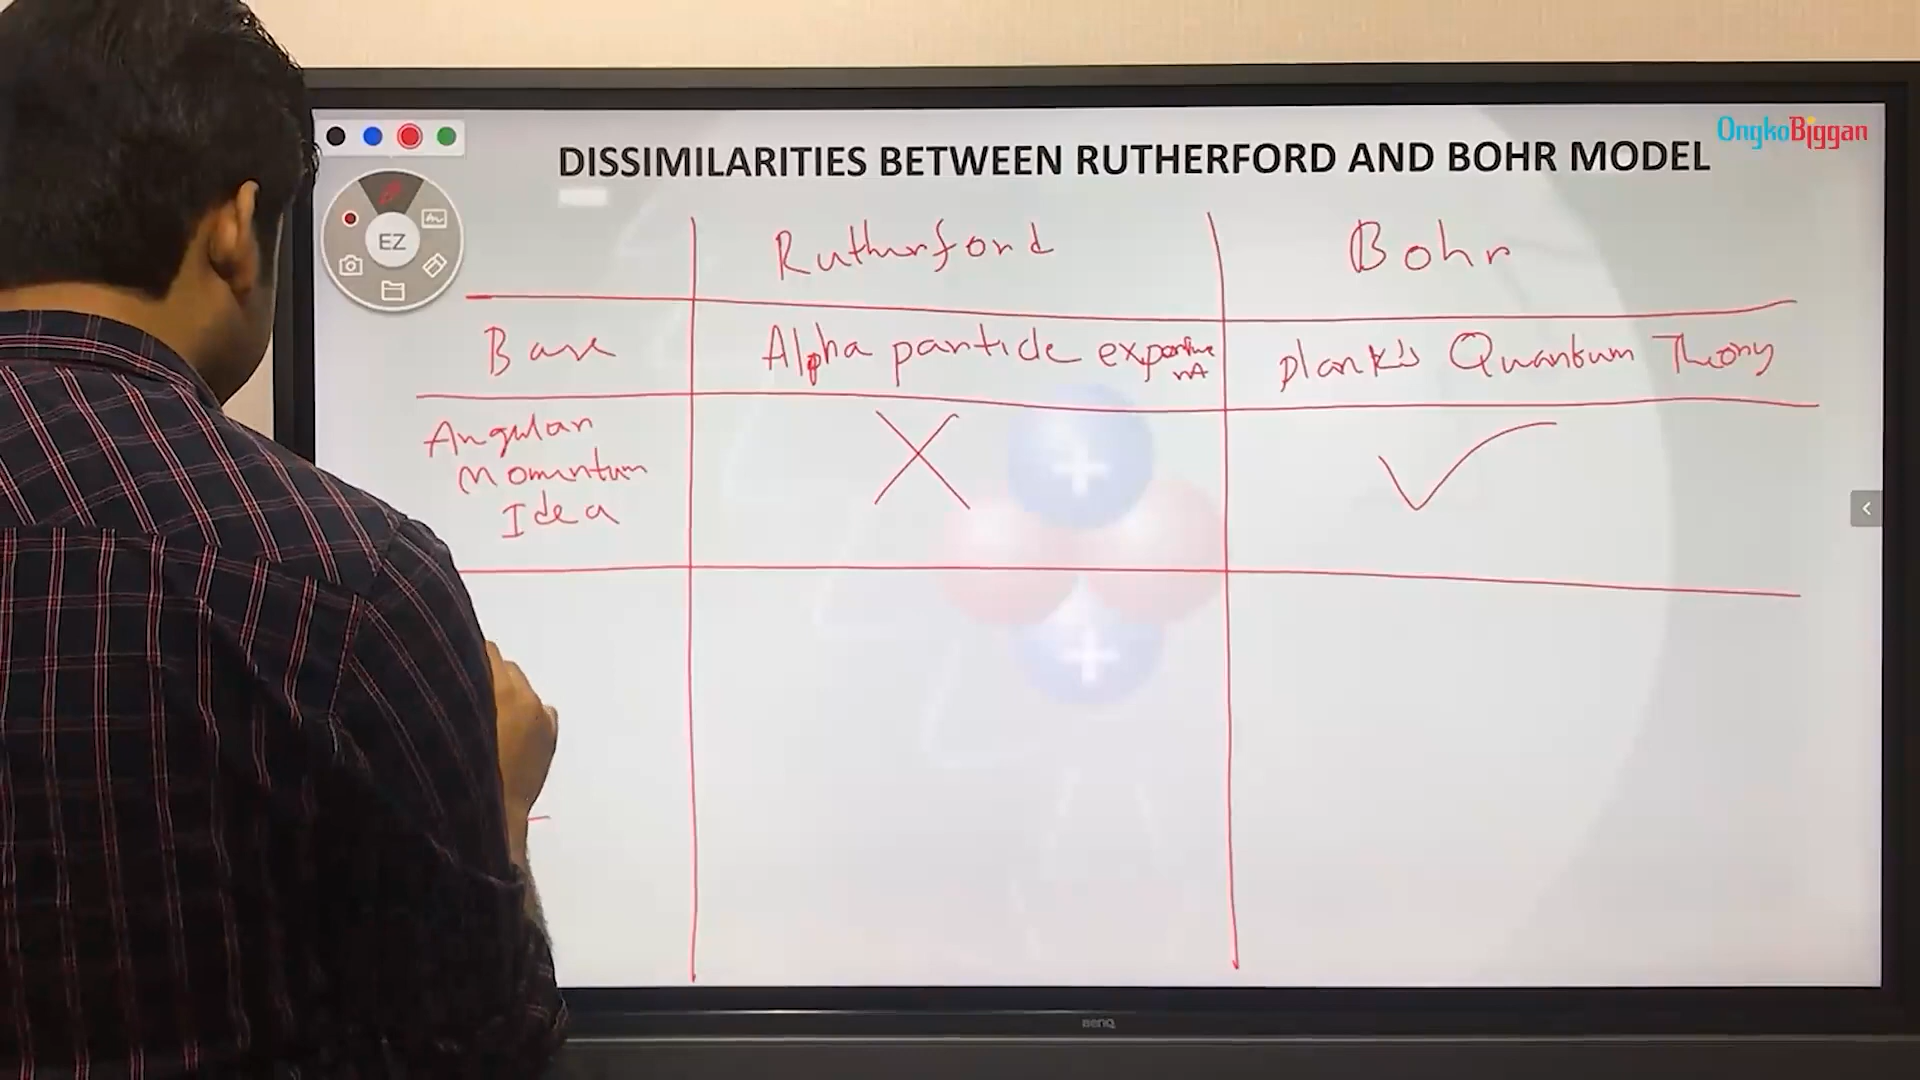 OngkoBiggan
DISSIMILARITIES BETWEEN RUTHERFORD AND BOHR MODEL
EZ
Rutherford
Bohr
Base
Alpha particle experiment
Plank's Quantum Theory
Angular
Momentum
Idea
BenQ